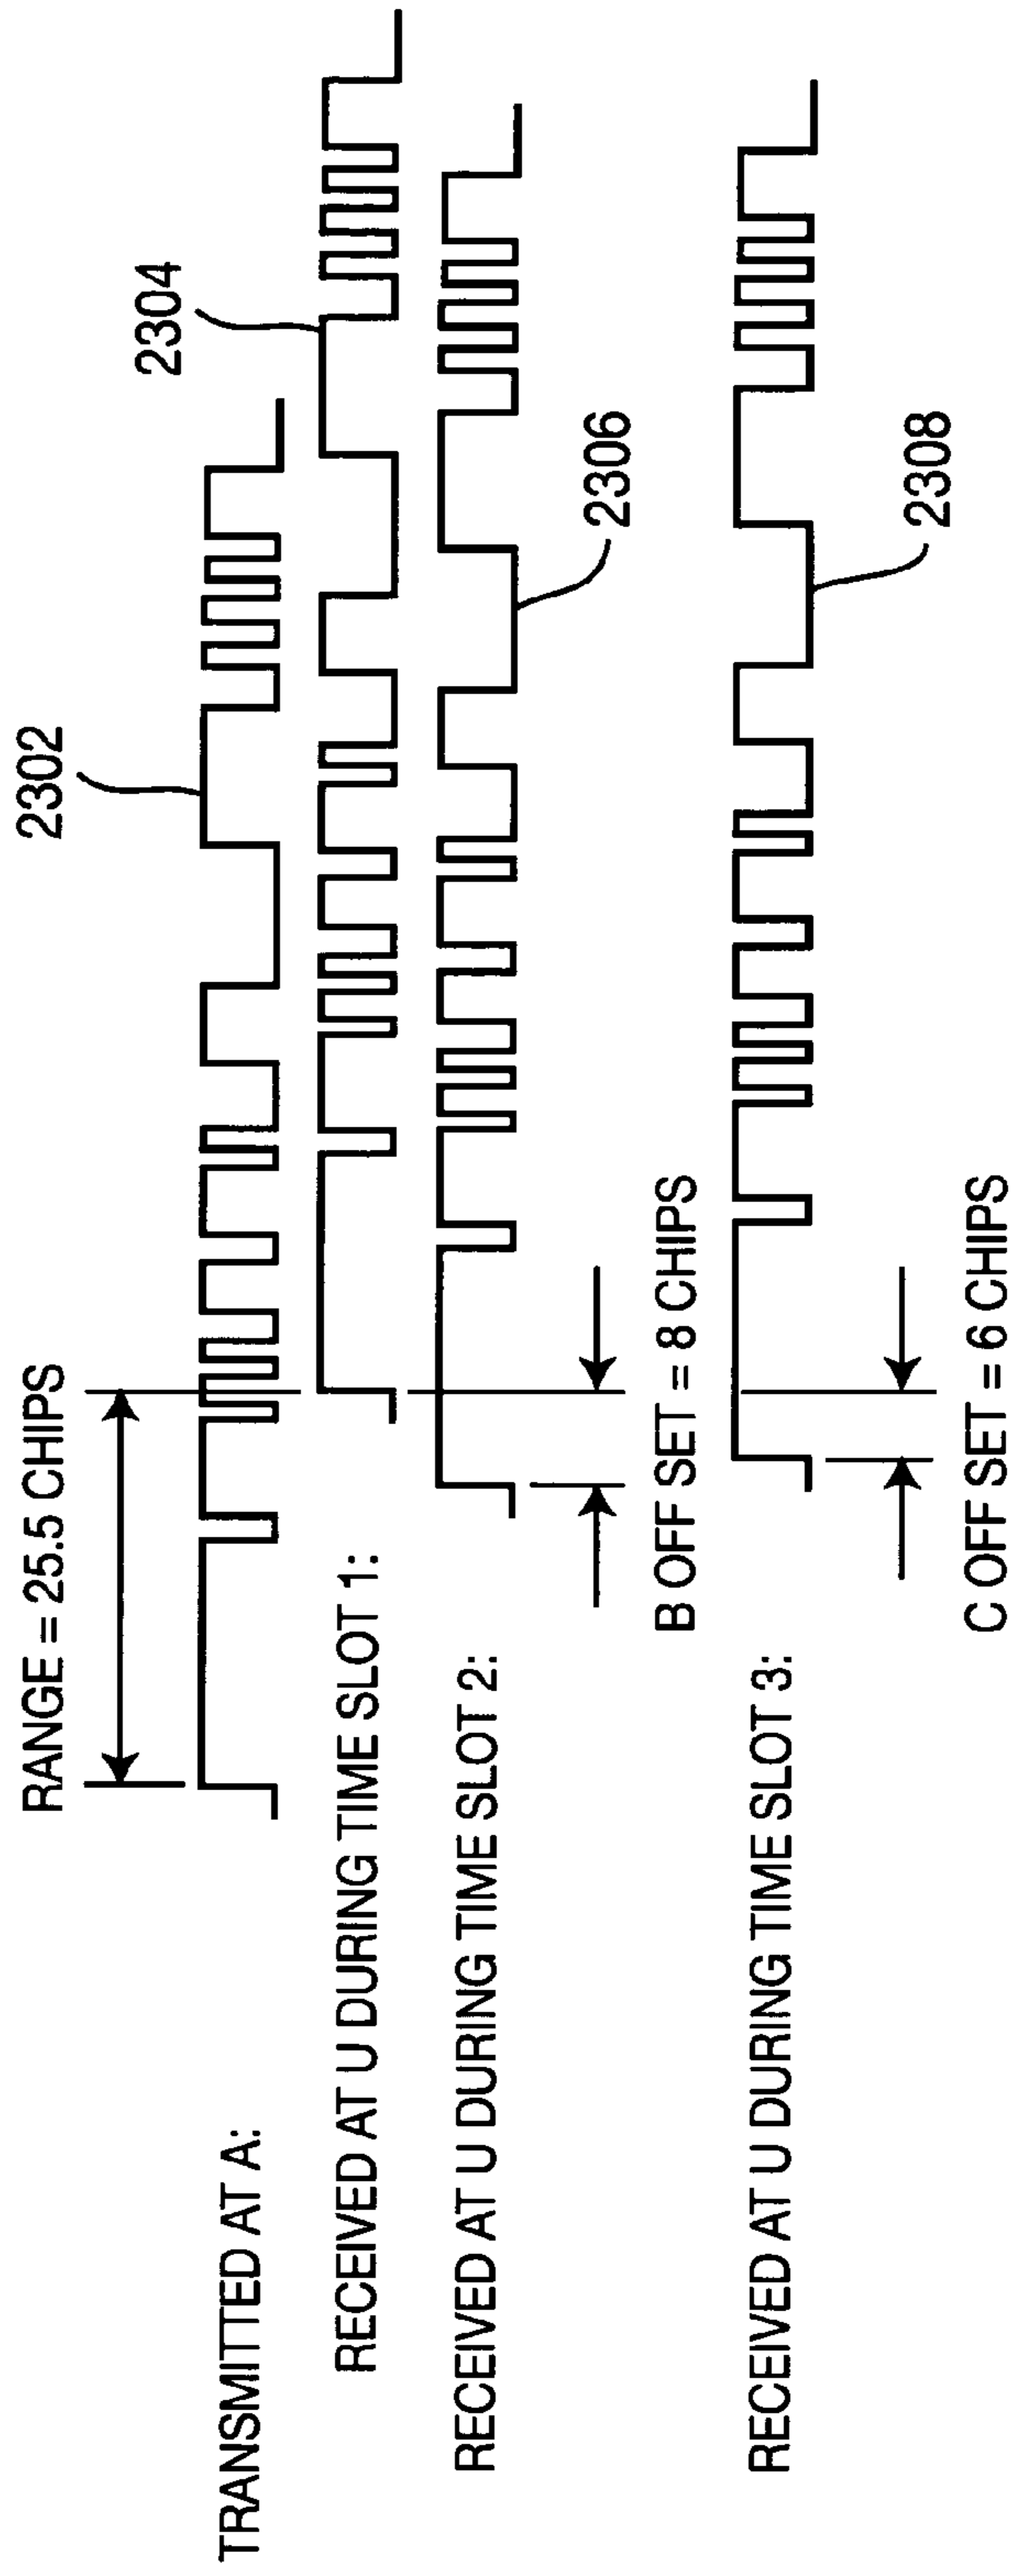 RANGE = 25.5 CHIPS
2302
TRANSMITTED AT A:
2304
RECEIVED AT U DURING TIME SLOT 1:
RECEIVED AT U DURING TIME SLOT 2:
2306
B OFF SET = 8 CHIPS
RECEIVED AT U DURING TIME SLOT 3:
2308
C OFF SET = 6 CHIPS